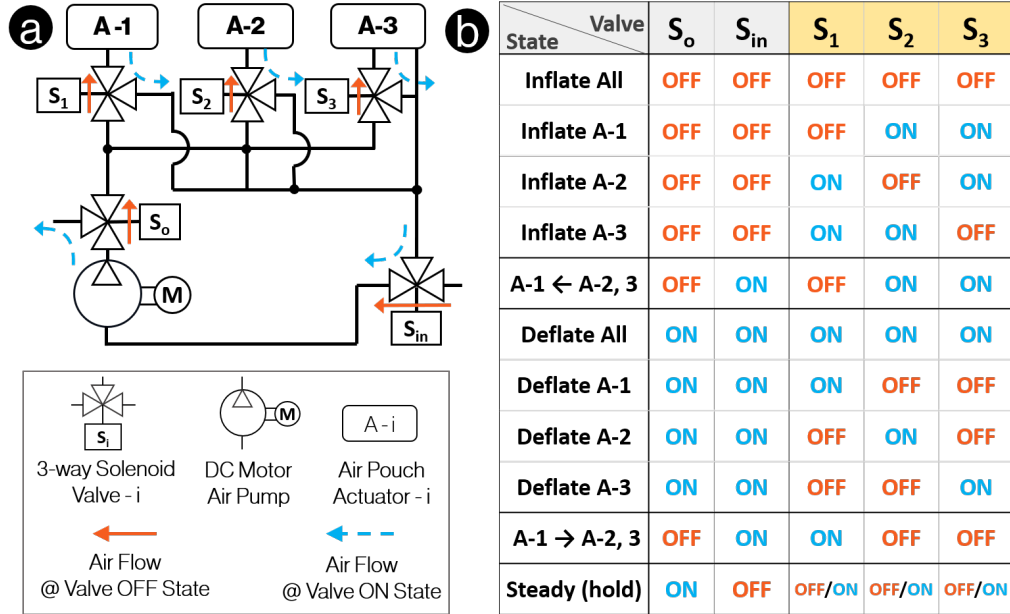 a
A-1
A-2
A-3
S1
S2
S3
So
M
Sin
Si
M
A-i
3-way Solenoid
Valve - i
DC Motor
Air Pump
Air Pouch
Actuator - i
Air Flow
@ Valve OFF State
Air Flow
@ Valve ON State
b
Valve
State
So Sin S1 S2 S3
Inflate All OFF OFF OFF OFF OFF
Inflate A-1 OFF OFF OFF ON ON
Inflate A-2 OFF OFF ON OFF ON
Inflate A-3 OFF OFF ON ON OFF
A-1 ← A-2, 3 OFF ON OFF ON ON
Deflate All ON ON ON ON ON
Deflate A-1 ON ON ON OFF OFF
Deflate A-2 ON ON OFF ON OFF
Deflate A-3 ON ON OFF OFF ON
A-1 → A-2, 3 OFF ON ON OFF OFF
Steady (hold) ON OFF OFF/ON OFF/ON OFF/ON